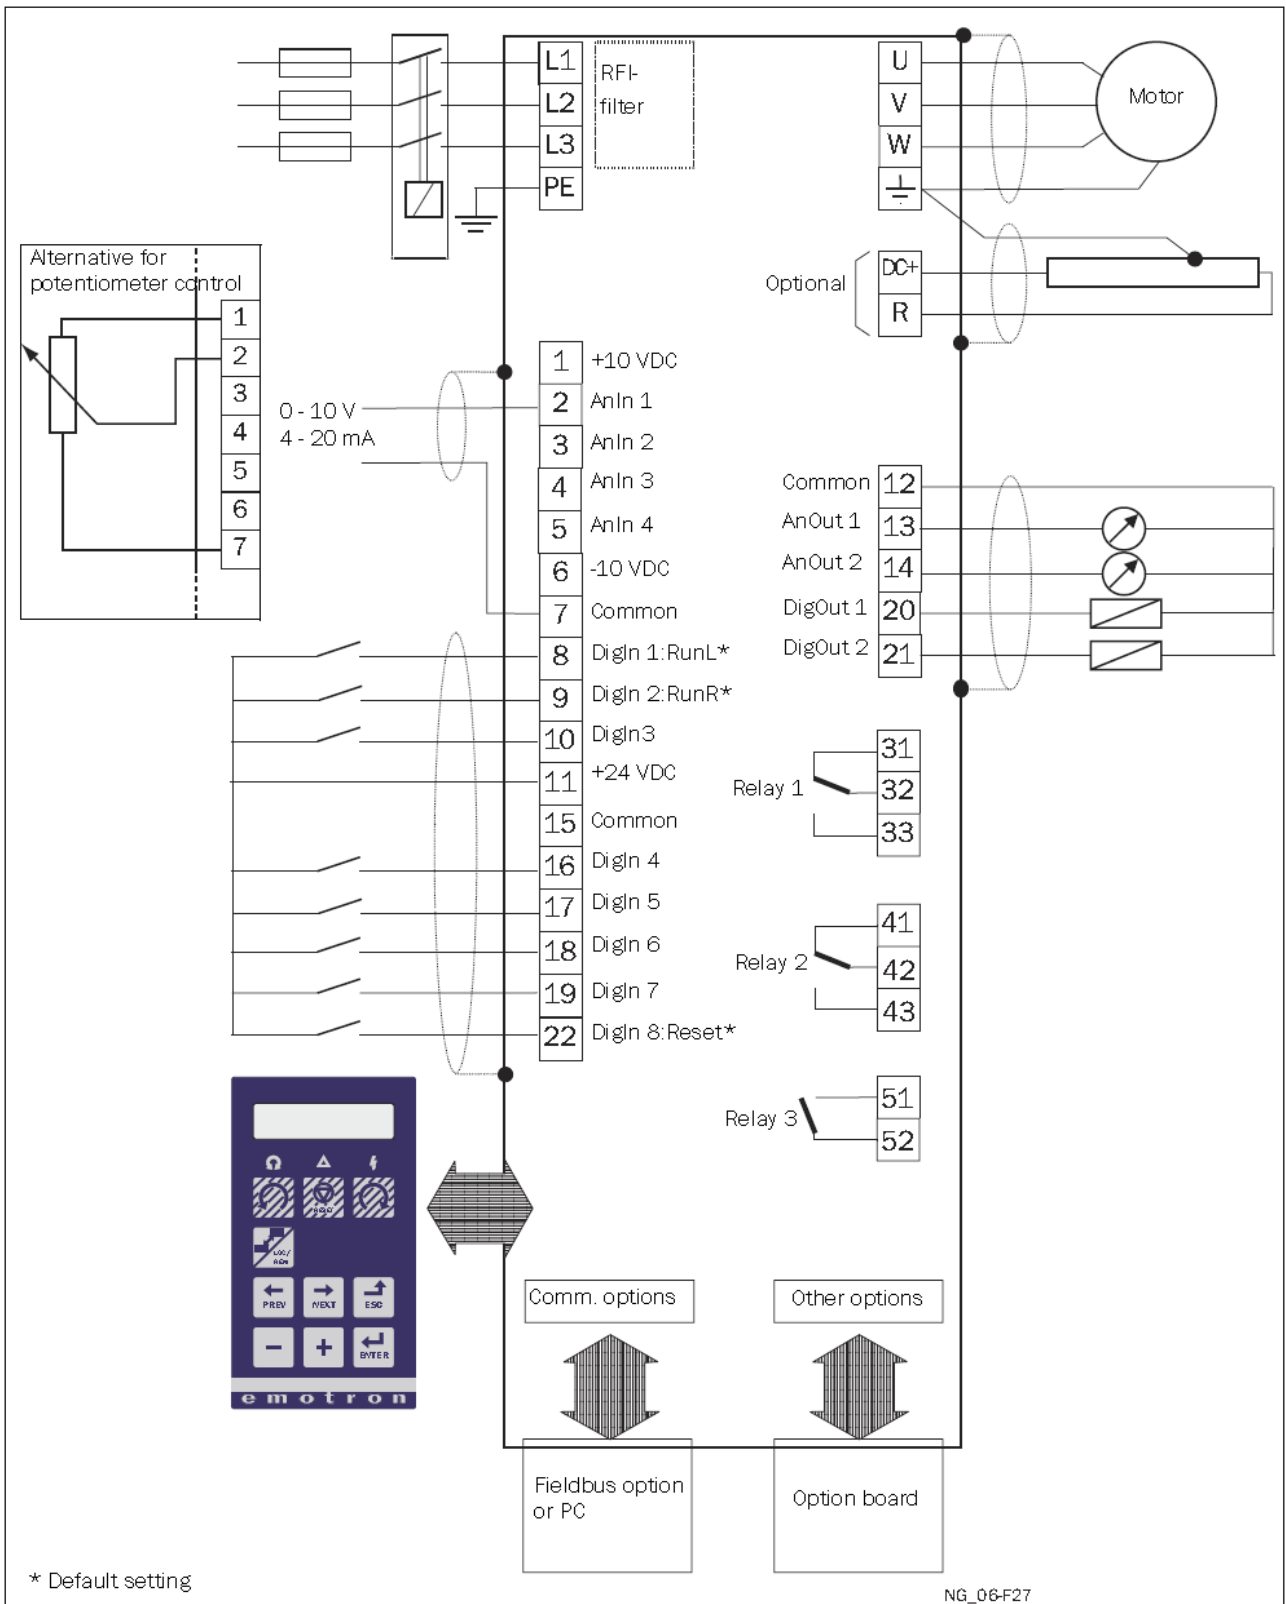 L1
L2
L3
PE
RFI-
filter
U
V
W
Motor
Alternative for
potentiometer control
1
2
3
4
5
6
7
0 - 10 V
4 - 20 mA
Optional
DC+
R
1 +10 VDC
2 AnIn 1
3 AnIn 2
4 AnIn 3
5 AnIn 4
6 -10 VDC
7 Common
8 DigIn 1:RunL*
9 DigIn 2:RunR*
10 DigIn3
11 +24 VDC
15 Common
16 DigIn 4
17 DigIn 5
18 DigIn 6
19 DigIn 7
22 DigIn 8:Reset*
Common 12
AnOut 1 13
AnOut 2 14
DigOut 1 20
DigOut 2 21
Relay 1
31
32
33
Relay 2
41
42
43
Relay 3
51
52
LOC/
REM
PREV
NEXT
ESC
-
+
ENTER
emotron
Comm. options
Other options
Fieldbus option
or PC
Option board
* Default setting
NG_06-F27